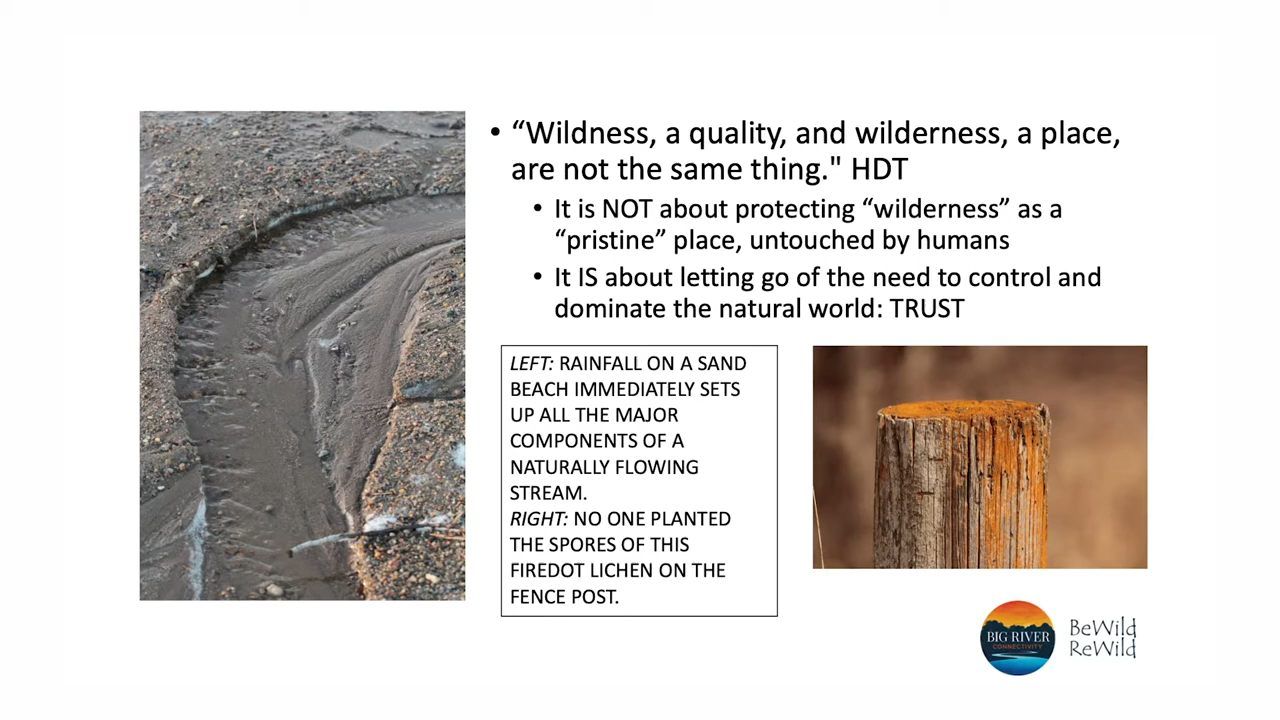 • “Wildness, a quality, and wilderness, a place,
are not the same thing." HDT
• It is NOT about protecting “wilderness” as a
“pristine” place, untouched by humans
• It IS about letting go of the need to control and
dominate the natural world: TRUST
LEFT: RAINFALL ON A SAND
BEACH IMMEDIATELY SETS
UP ALL THE MAJOR
COMPONENTS OF A
NATURALLY FLOWING
STREAM.
RIGHT: NO ONE PLANTED
THE SPORES OF THIS
FIREDOT LICHEN ON THE
FENCE POST.
BIG RIVER
CONNECTIVITY
BeWild
ReWild